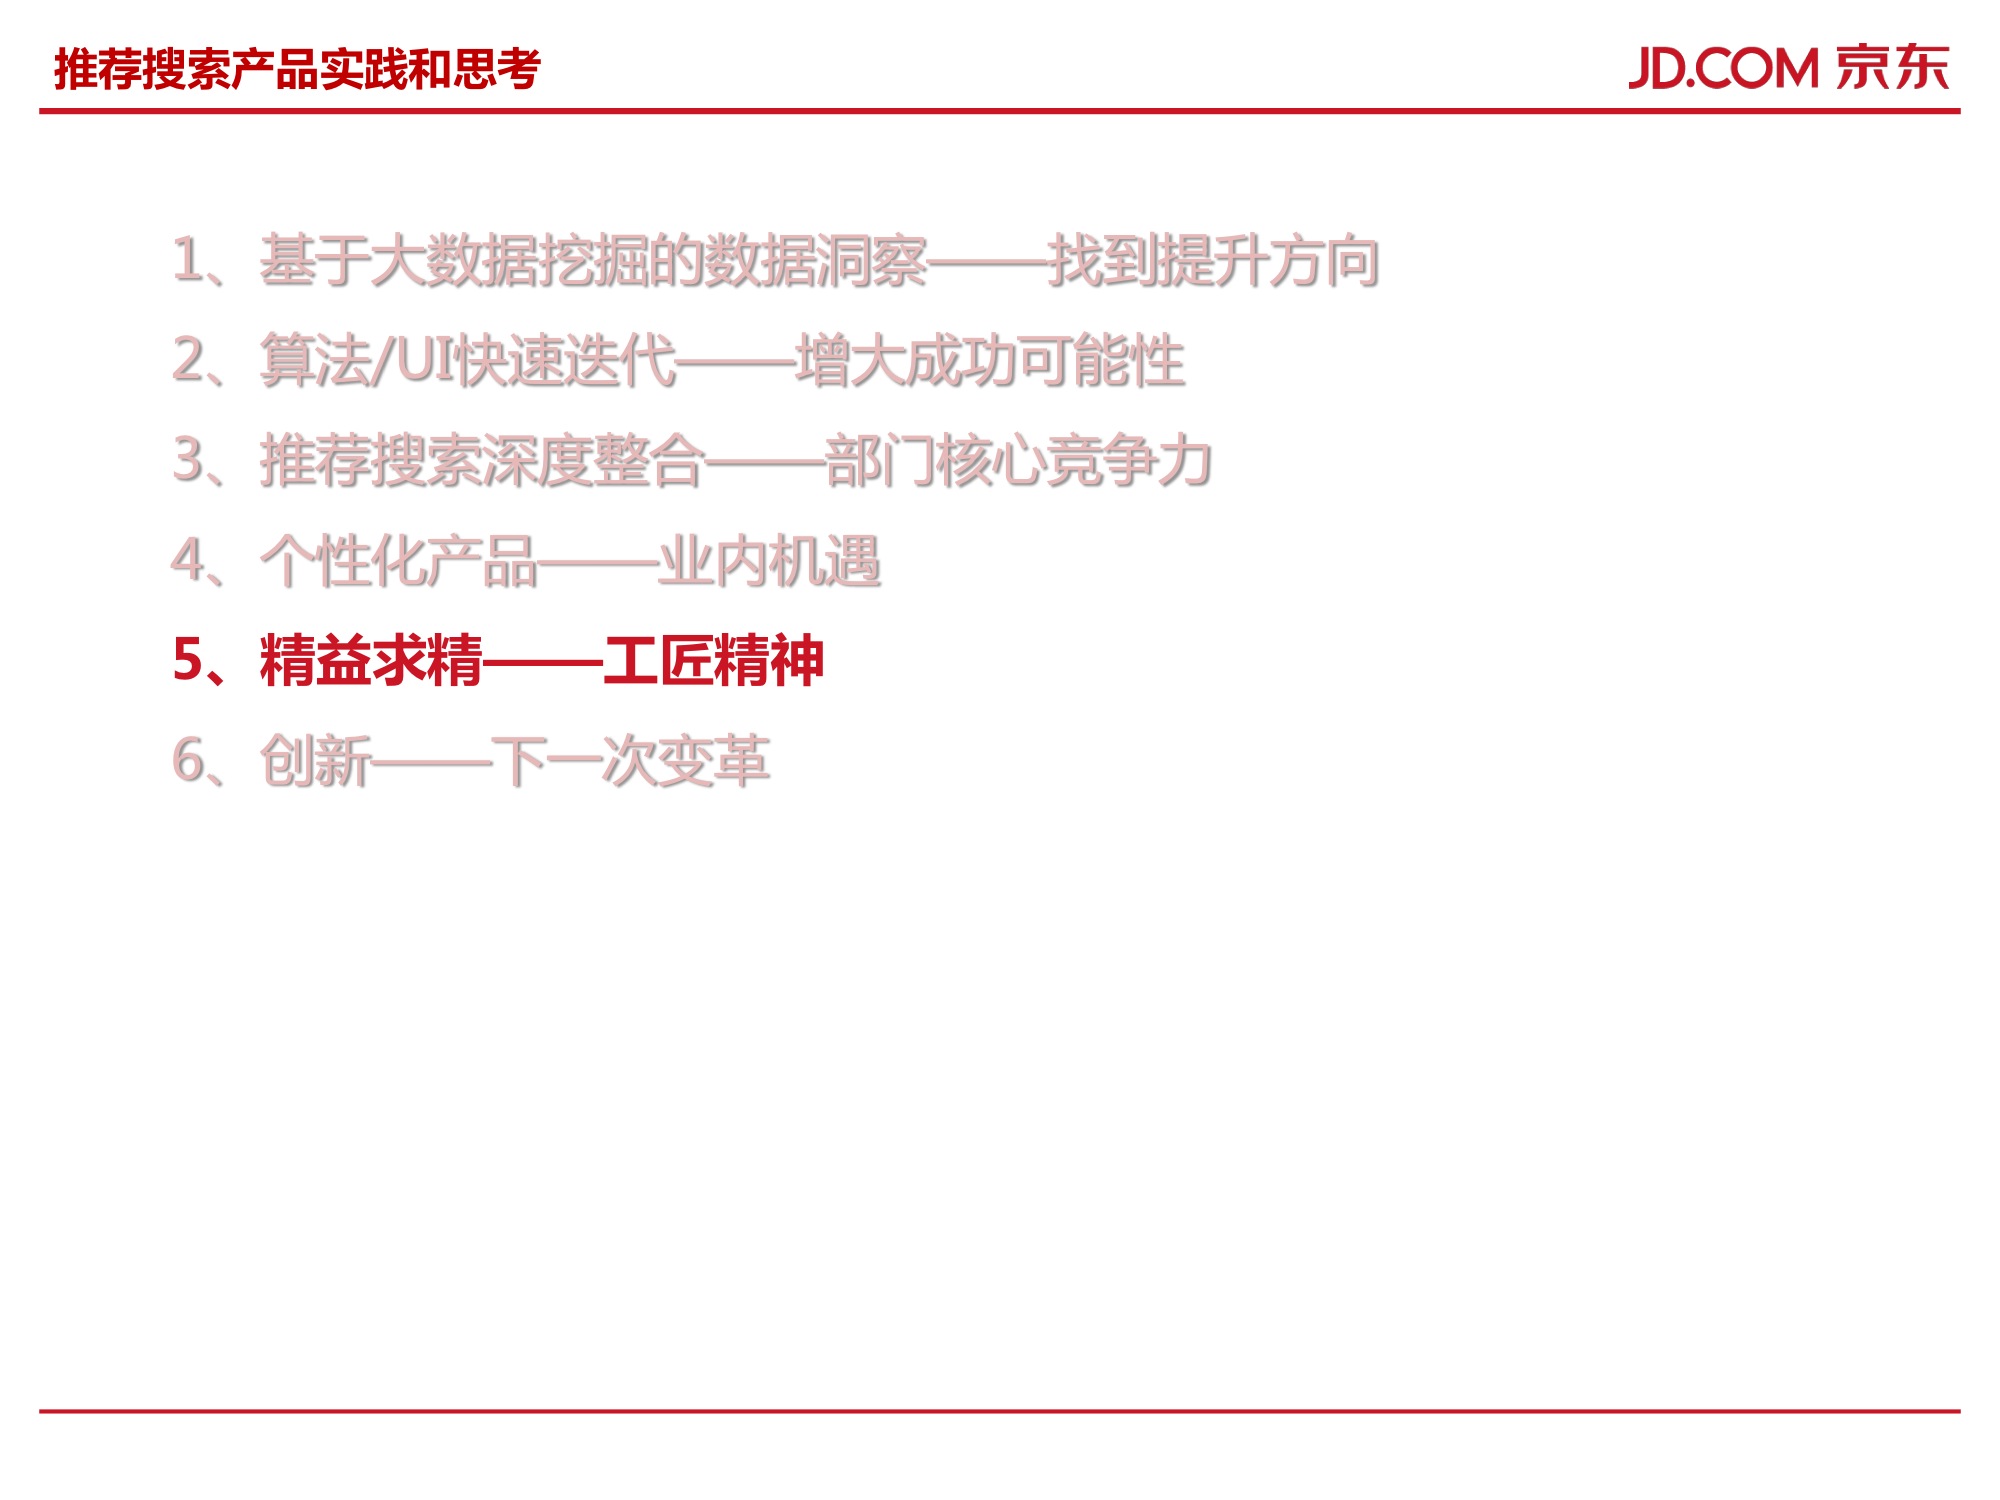 推荐搜索产品实践和思考
JD.COM 京东
1、基于大数据挖掘的数据洞察——找到提升方向
2、算法/UI快速迭代——增大成功可能性
3、推荐搜索深度整合——部门核心竞争力
4、个性化产品——业内机遇
5、精益求精——工匠精神
6、创新——下一次变革